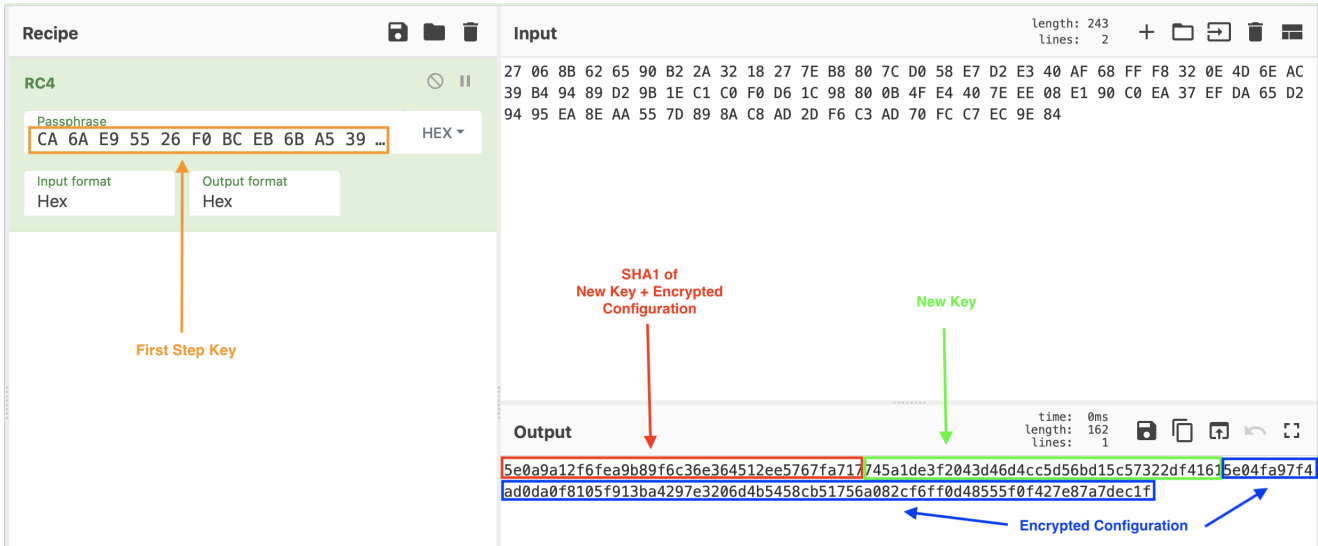 Recipe
RC4
Passphrase
CA 6A E9 55 26 F0 BC EB 6B A5 39 …
HEX
Input format
Hex
Output format
Hex
First Step Key
Input
length: 243
lines: 2
27 06 8B 62 65 90 B2 2A 32 18 27 7E B8 80 7C D0 58 E7 D2 E3 40 AF 68 FF F8 32 0E 4D 6E AC
39 B4 94 89 D2 9B 1E C1 C0 F0 D6 1C 98 80 0B 4F E4 40 7E EE 08 E1 90 C0 EA 37 EF DA 65 D2
94 95 EA 8E AA 55 7D 89 8A C8 AD 2D F6 C3 AD 70 FC C7 EC 9E 84
SHA1 of
New Key + Encrypted
Configuration
New Key
Output
time: 0ms
length: 162
lines: 1
5e0a9a12f6fea9b89f6c36e364512ee5767fa717745a1de3f2043d46d4cc5d56bd15c57322df41615e04fa97f4
ad0da0f8105f913ba4297e3206d4b5458cb51756a082cf6ff0d48555f0f427e87a7dec1f
Encrypted Configuration